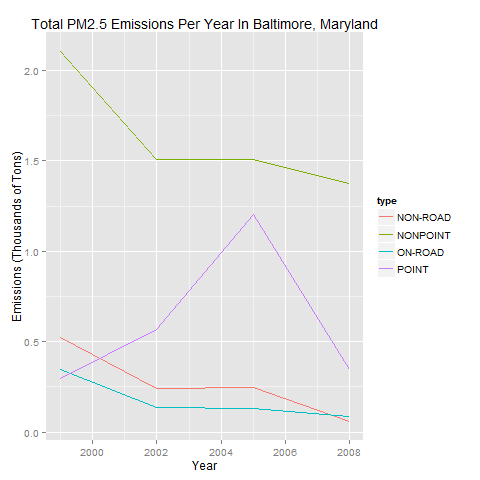 Total PM2.5 Emissions Per Year In Baltimore, Maryland
Emissions (Thousands of Tons)
2.0
1.5
1.0
0.5
0.0
2000 2002 2004 2006 2008
Year
type
NON-ROAD
NONPOINT
ON-ROAD
POINT